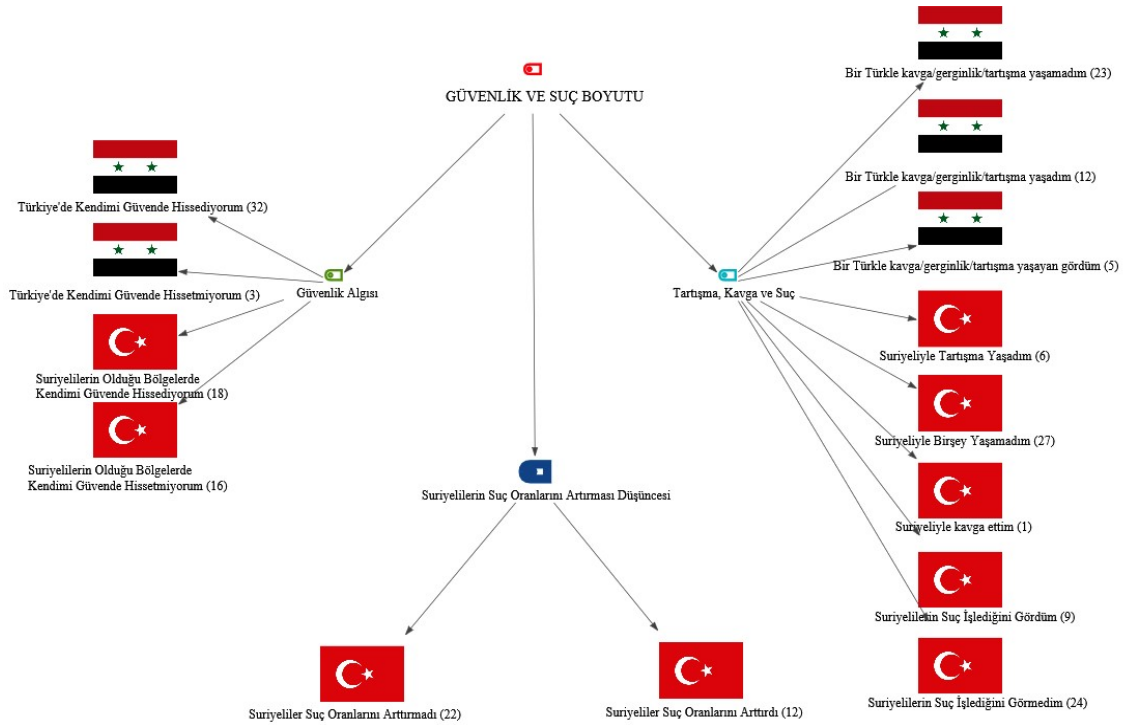 GÜVENLİK VE SUÇ BOYUTU
Türkiye'de Kendimi Güvende Hissediyorum (32)
Türkiye'de Kendimi Güvende Hissetmiyorum (3)
Güvenlik Algısı
Suriyelilerin Olduğu Bölgelerde
Kendimi Güvende Hissediyorum (18)
Suriyelilerin Olduğu Bölgelerde
Kendimi Güvende Hissetmiyorum (16)
Suriyelilerin Suç Oranlarını Artırması Düşüncesi
Suriyeliler Suç Oranlarını Arttırmadı (22)
Suriyeliler Suç Oranlarını Arttırdı (12)
Tartışma, Kavga ve Suç
Bir Türkle kavga/gerginlik/tartışma yaşamadım (23)
Bir Türkle kavga/gerginlik/tartışma yaşadım (12)
Bir Türkle kavga/gerginlik/tartışma yaşayan gördüm (5)
Suriyeliyle Tartışma Yaşadım (6)
Suriyeliyle Birşey Yaşamadım (27)
Suriyeliyle kavga ettim (1)
Suriyelilerin Suç İşlediğini Gördüm (9)
Suriyelilerin Suç İşlediğini Görmedim (24)